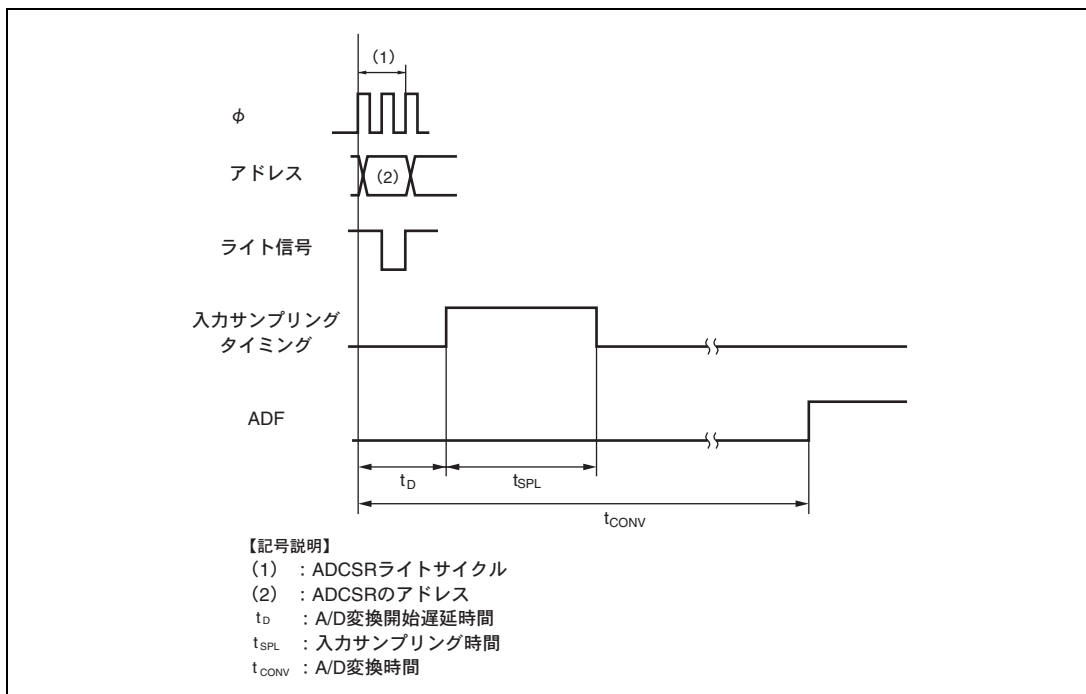 (1)
φ
アドレス
(2)
ライト信号
入力サンプリング
タイミング
ADF
tD
tSPL
tCONV
【記号説明】
(1) : ADCSRライトサイクル
(2) : ADCSRのアドレス
tD : A/D変換開始遅延時間
tSPL : 入力サンプリング時間
tCONV : A/D変換時間